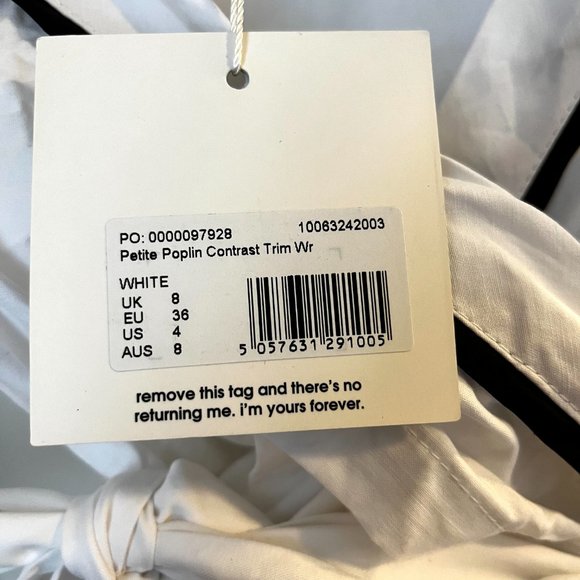 PO: 0000097928 10063242003
Petite Poplin Contrast Trim Wr
WHITE
UK 8
EU 36
US 4
AUS 8
5 057631 291005
remove this tag and there's no
returning me. i'm yours forever.